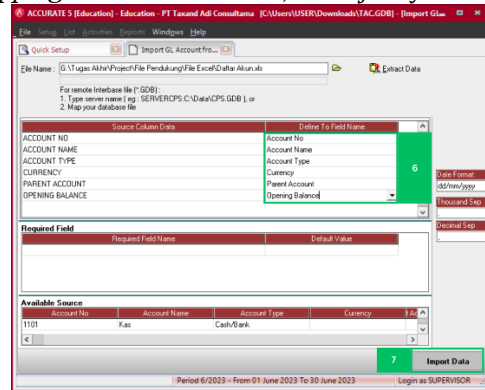 ACCURATE 5 [Education] - Education - PT Taxand Adi Consultama [C:\Users\USER\Downloads\TAC.GDB] - [Import GL
File Setup List Activities Reports Windows Help
Quick Setup Import GL Account fro...
File Name : G:\Tugas Akhir\Project\File Pendukung\File Excel\Daftar Akun.xls Extract Data
For remote Interbase file (*.GDB) :
1. Type server name ( eg : SERVERCPS:C:\Data\CPS.GDB ), or
2. Map your database file
Source Column Data Define To Field Name
ACCOUNT NO Account No
ACCOUNT NAME Account Name
ACCOUNT TYPE Account Type
CURRENCY Currency
PARENT ACCOUNT Parent Account
OPENING BALANCE Opening Balance
6
Date Format:
dd/mm/yyyy
Thousand Sep
Decimal Sep
Required Field
Required Field Name Default Value
Available Source
Account No Account Name Account Type Currency
1101 Kas Cash/Bank
7 Import Data
Period 6/2023 - From 01 June 2023 To 30 June 2023 Login as SUPERVISOR